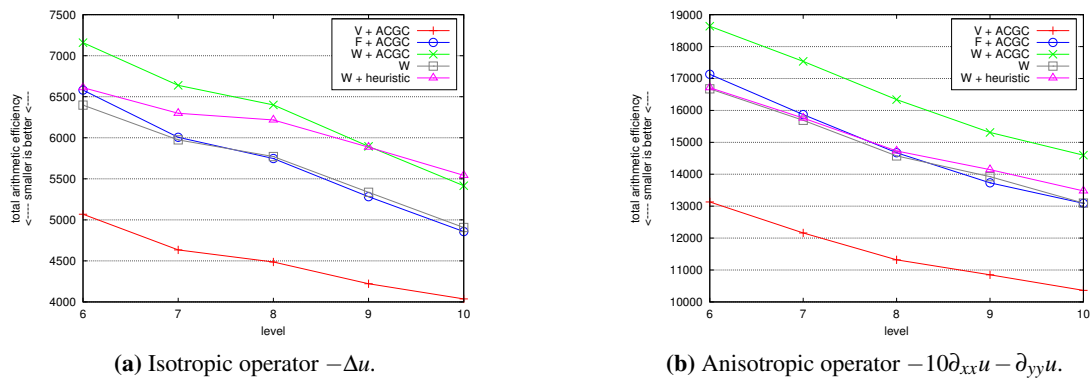 7500
7000
6500
6000
5500
5000
4500
4000
total arithmetic efficiency
<---- smaller is better <----
V + ACGC
F + ACGC
W + ACGC
W
W + heuristic
6 7 8 9 10
level
(a) Isotropic operator −Δu.
19000
18000
17000
16000
15000
14000
13000
12000
11000
10000
total arithmetic efficiency
<---- smaller is better <----
V + ACGC
F + ACGC
W + ACGC
W
W + heuristic
6 7 8 9 10
level
(b) Anisotropic operator −10∂xxu − ∂yyu.